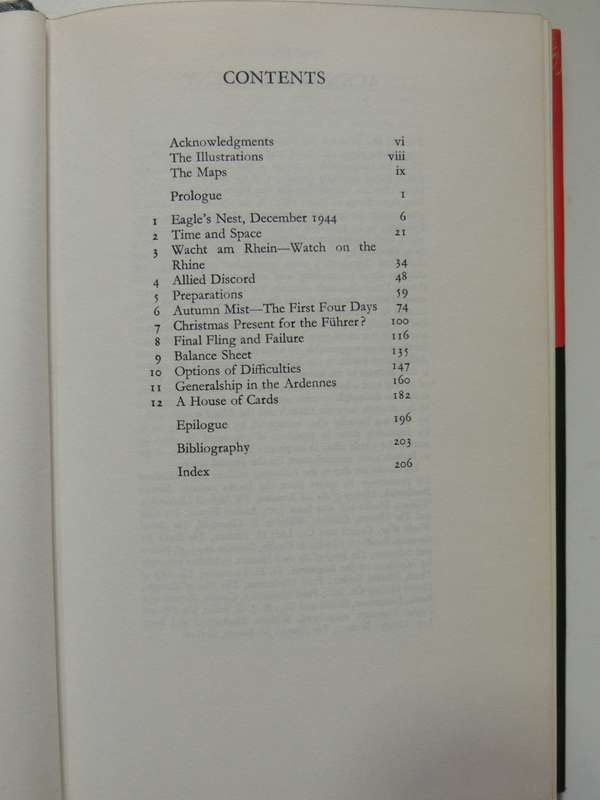 CONTENTS
Acknowledgments vi
The Illustrations viii
The Maps ix
Prologue 1
1 Eagle's Nest, December 1944 6
2 Time and Space 21
3 Wacht am Rhein—Watch on the
Rhine 34
4 Allied Discord 48
5 Preparations 59
6 Autumn Mist—The First Four Days 74
7 Christmas Present for the Führer? 100
8 Final Fling and Failure 116
9 Balance Sheet 135
10 Options of Difficulties 147
11 Generalship in the Ardennes 160
12 A House of Cards 182
Epilogue 196
Bibliography 203
Index 206